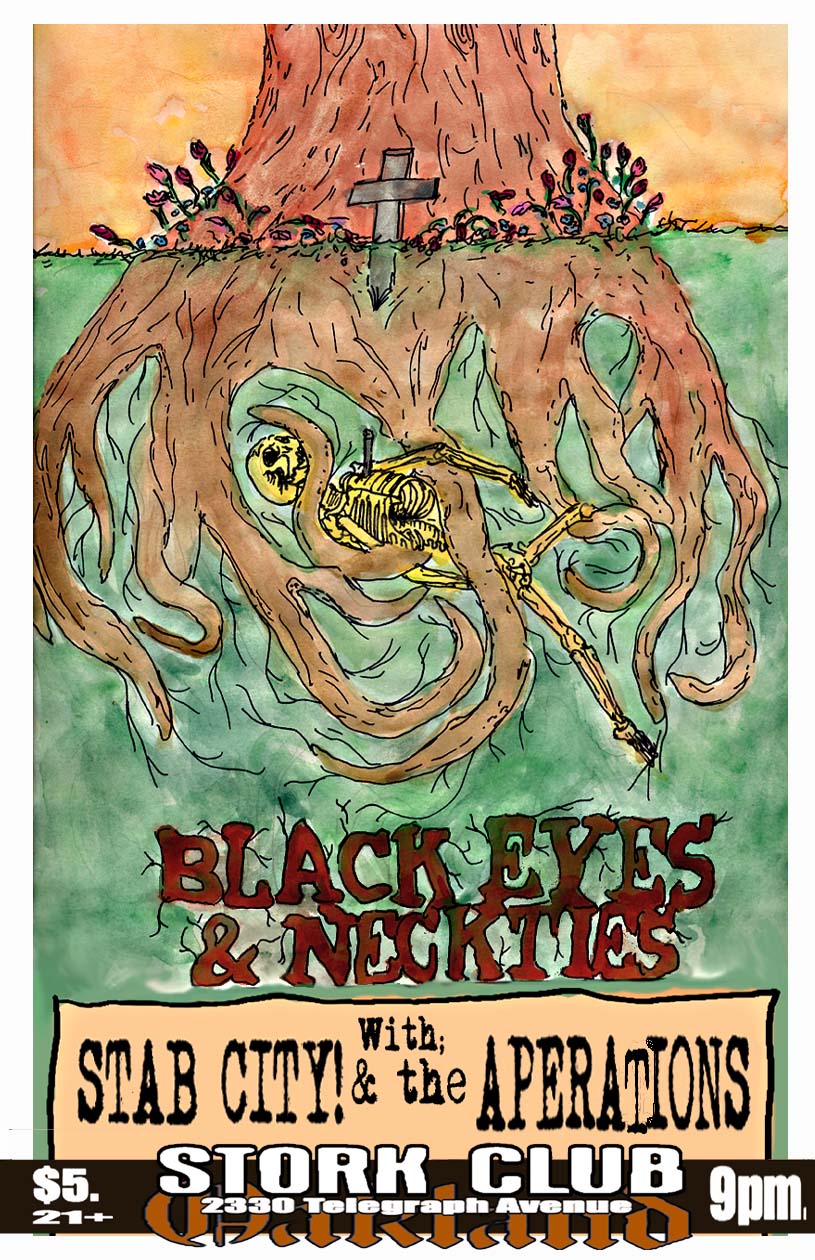 BLACK EYES
& NECKTIES
With;
STAB CITY! & the APERATIONS
STORK CLUB
$5.
2330 Telegraph Avenue
9pm.
21+
Oakland